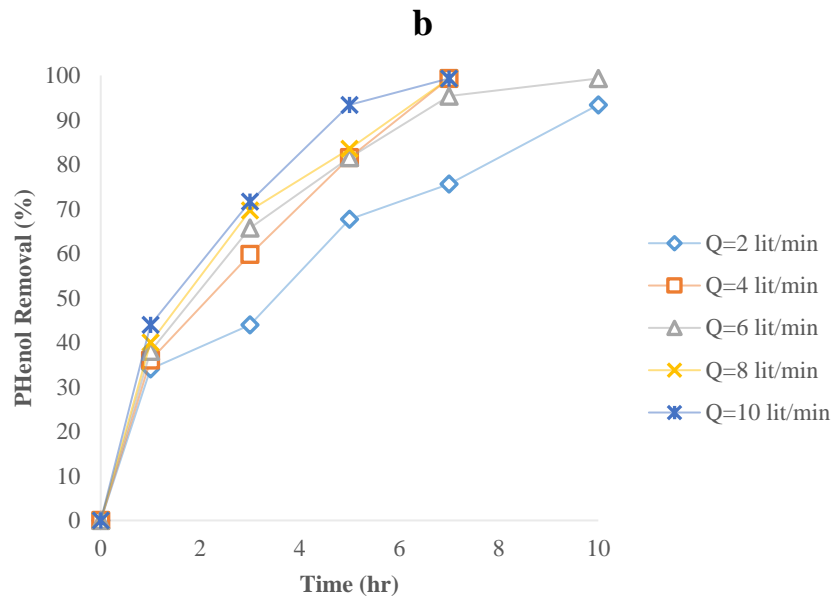 b
100
90
80
70
60
50
40
30
20
10
0
PHenol Removal (%)
0 2 4 6 8 10
Time (hr)
Q=2 lit/min
Q=4 lit/min
Q=6 lit/min
Q=8 lit/min
Q=10 lit/min